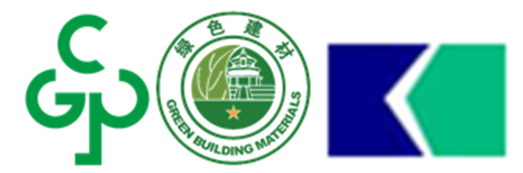 CGP
绿色建材
GREEN BUILDING MATERIALS